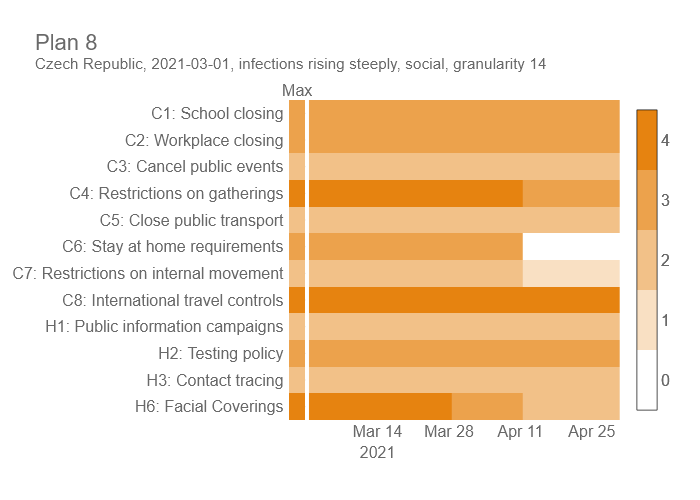 Plan 8
Czech Republic, 2021-03-01, infections rising steeply, social, granularity 14
Max
C1: School closing
C2: Workplace closing
C3: Cancel public events
C4: Restrictions on gatherings
C5: Close public transport
C6: Stay at home requirements
C7: Restrictions on internal movement
C8: International travel controls
H1: Public information campaigns
H2: Testing policy
H3: Contact tracing
H6: Facial Coverings
Mar 14 Mar 28 Apr 11 Apr 25
2021
4
3
2
1
0